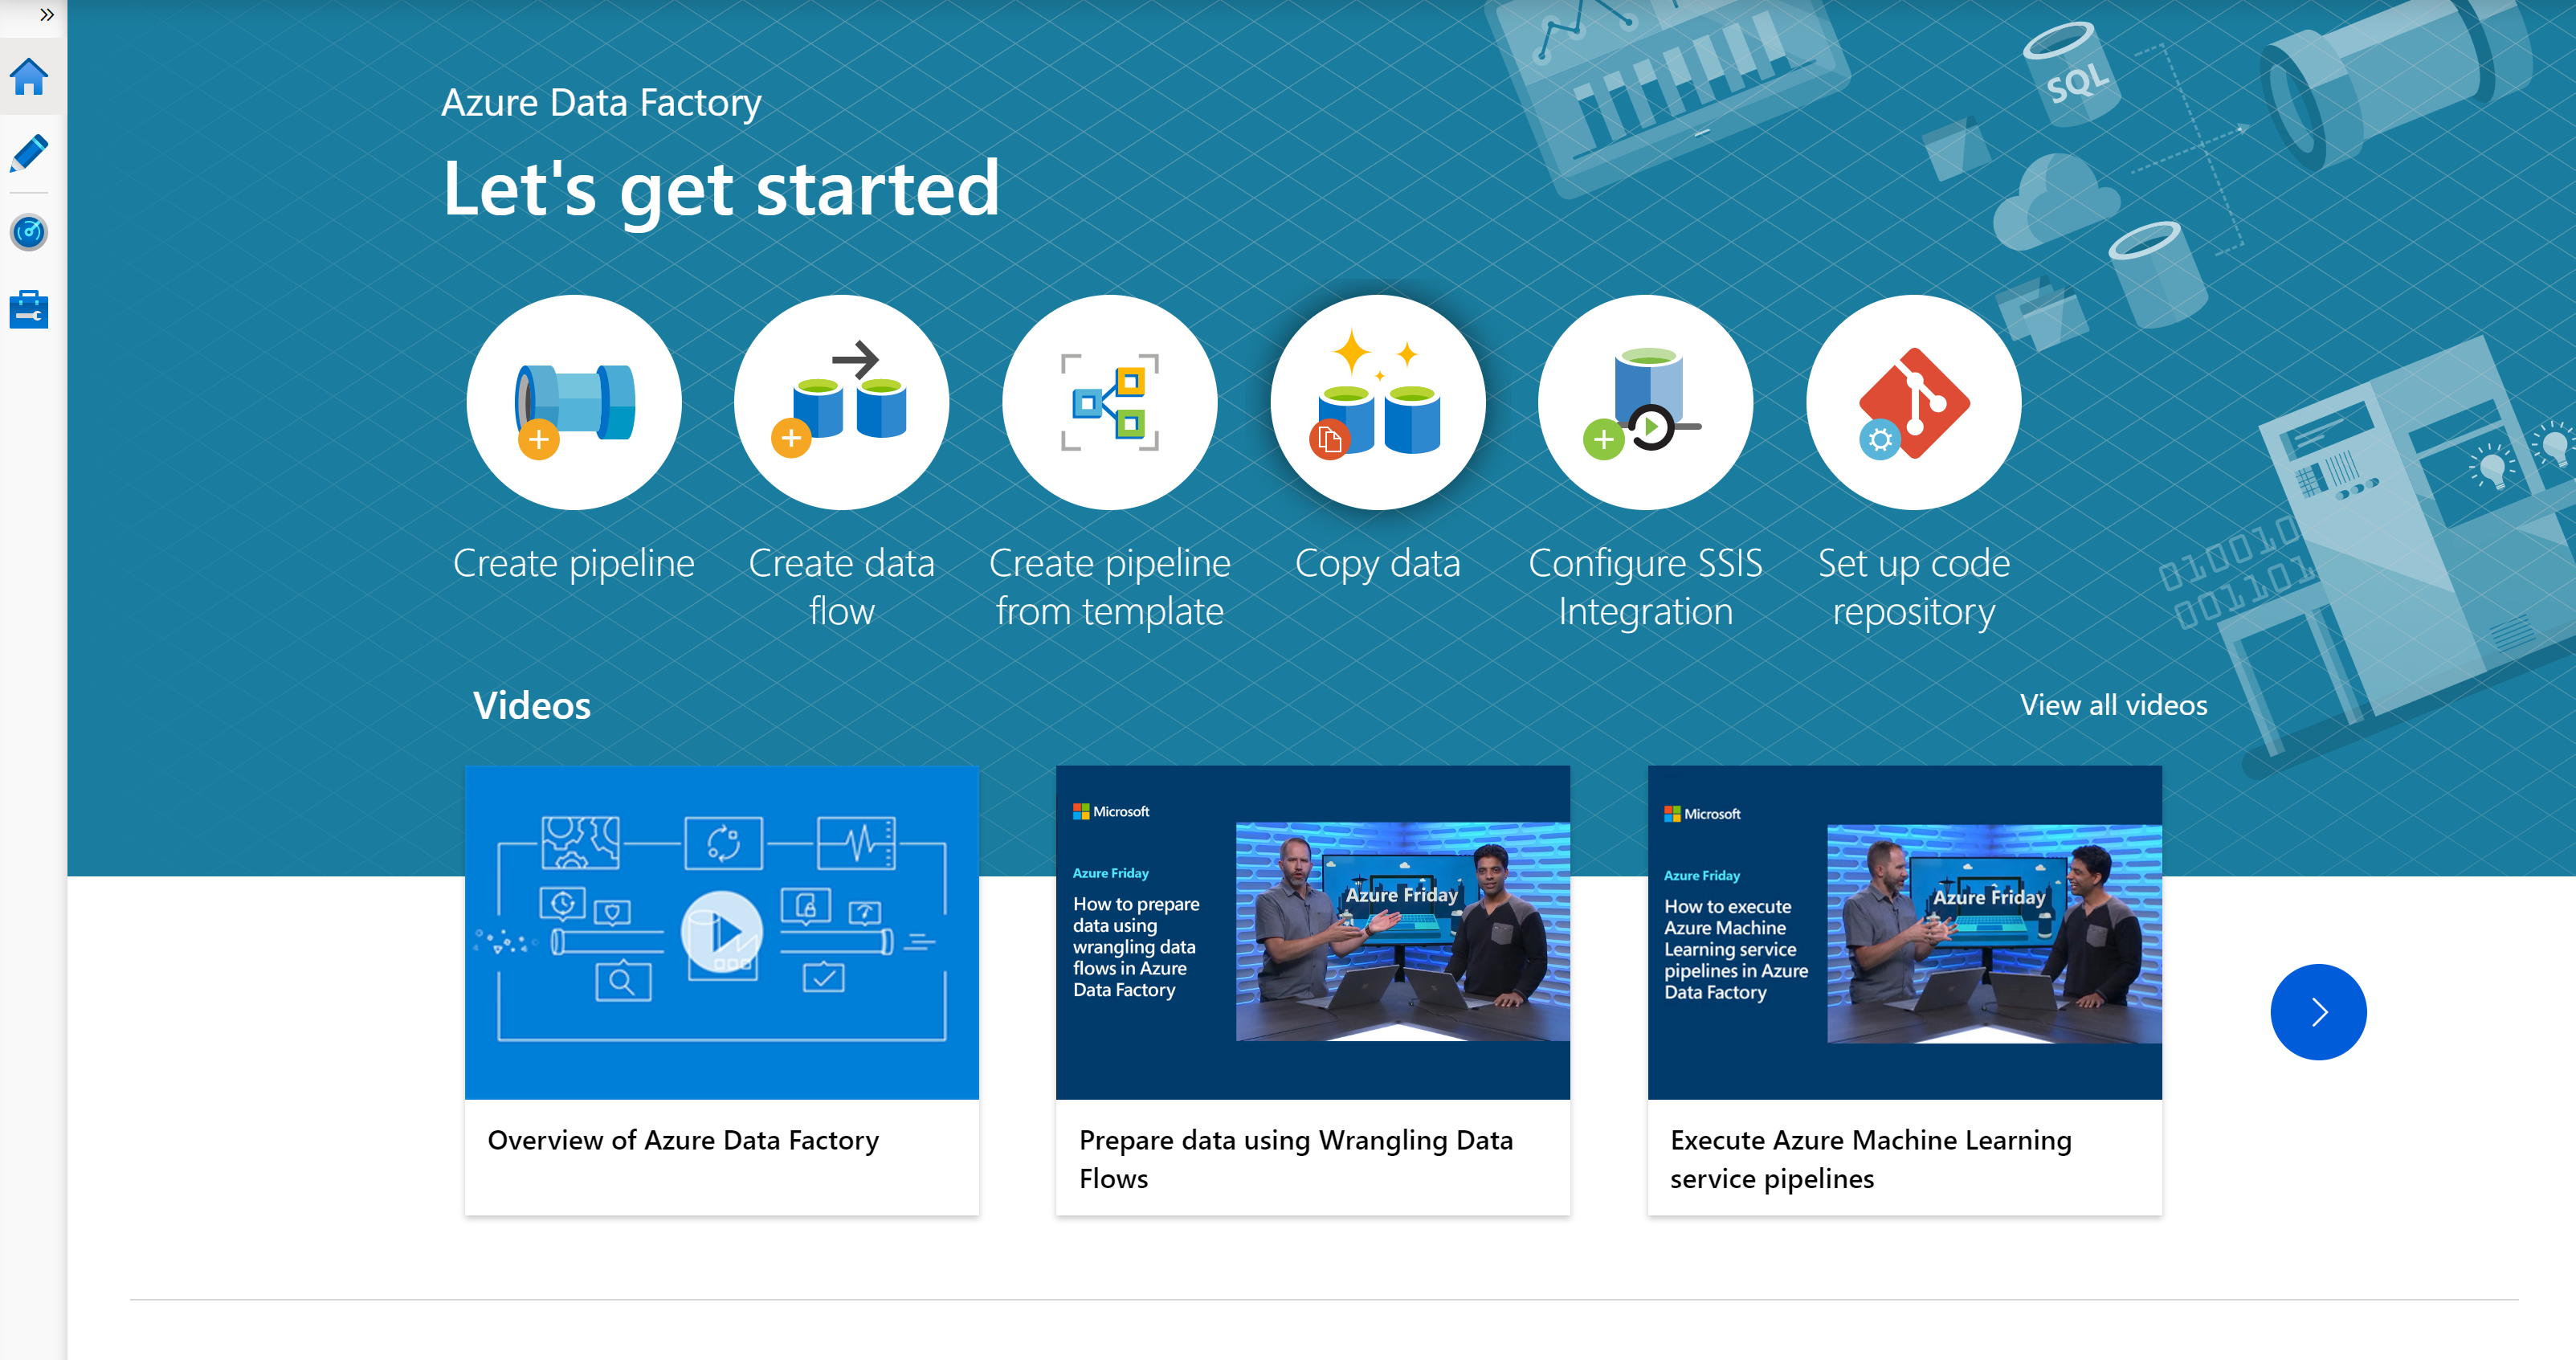 Azure Data Factory
Let's get started
SQL
Create pipeline
Create data
flow
Create pipeline
from template
Copy data
Configure SSIS
Integration
Set up code
repository
Videos
View all videos
Microsoft
Azure Friday
How to prepare
data using
wrangling data
flows in Azure
Data Factory
Azure Friday
Microsoft
Azure Friday
How to execute
Azure Machine
Learning service
pipelines in Azure
Data Factory
Azure Friday
Overview of Azure Data Factory
Prepare data using Wrangling Data
Flows
Execute Azure Machine Learning
service pipelines